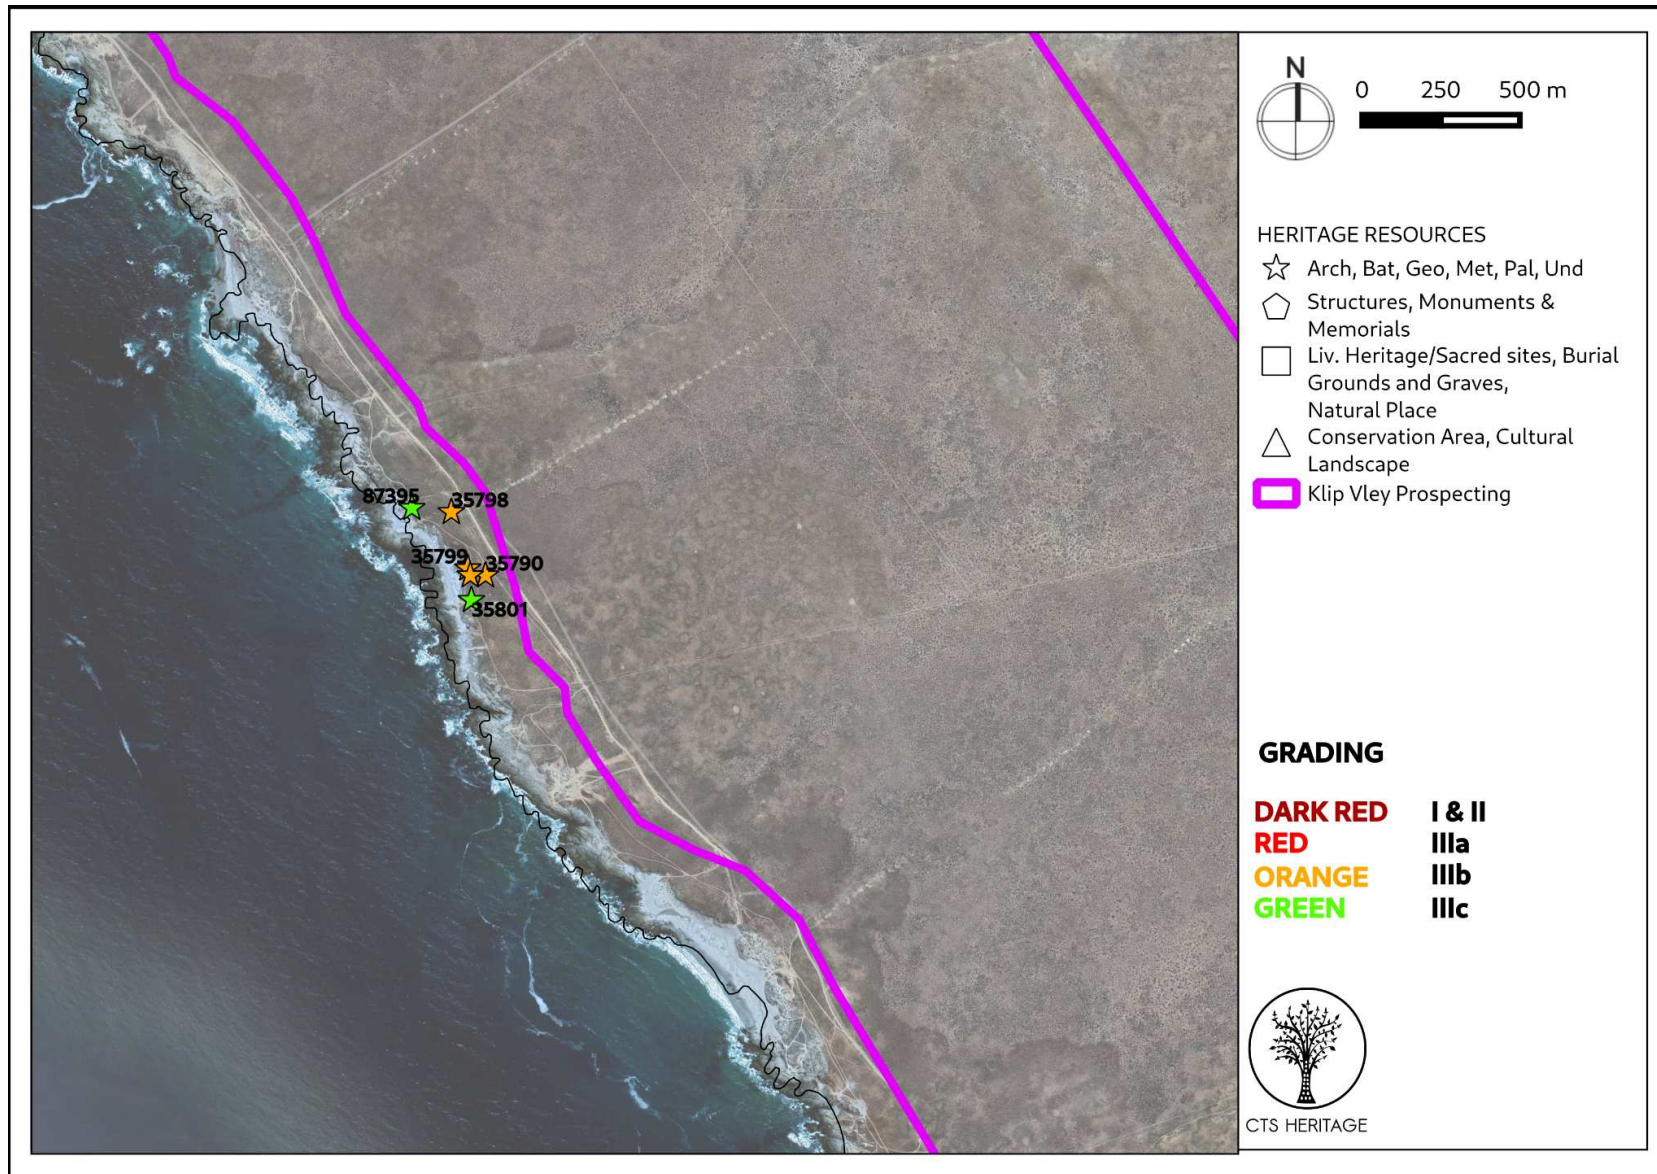 87395
35798
35799
35790
35801
N
0 250 500 m
HERITAGE RESOURCES
Arch, Bat, Geo, Met, Pal, Und
Structures, Monuments &
Memorials
Liv. Heritage/Sacred sites, Burial
Grounds and Graves,
Natural Place
Conservation Area, Cultural
Landscape
Klip Vley Prospecting
GRADING
DARK RED I & II
RED IIIa
ORANGE IIIb
GREEN IIIc
CTS HERITAGE